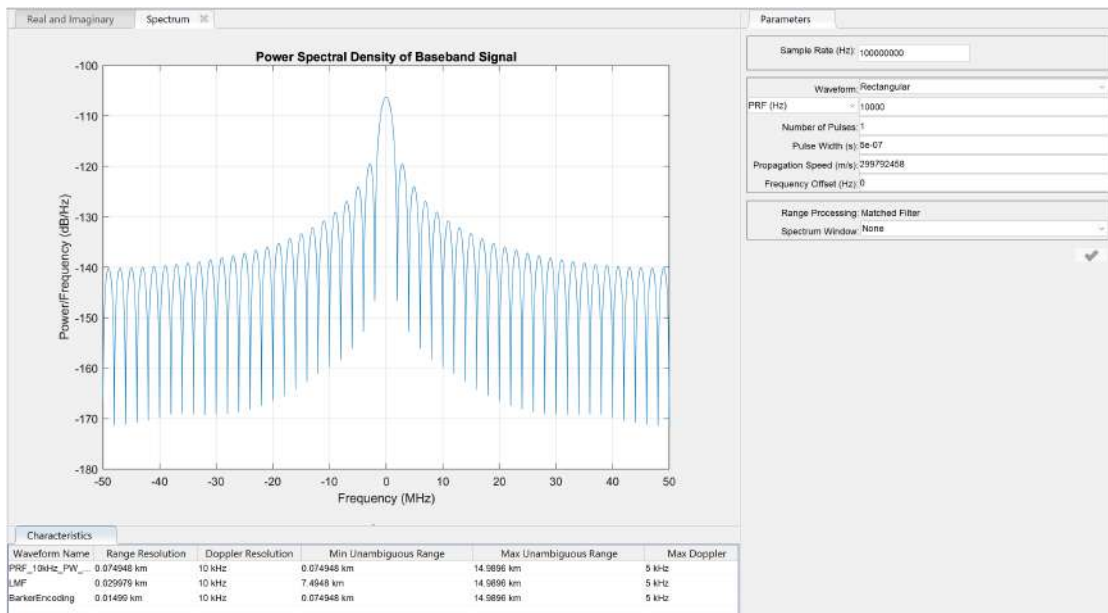 Real and Imaginary
Spectrum
Power Spectral Density of Baseband Signal
Power/Frequency (dB/Hz)
-100
-110
-120
-130
-140
-150
-160
-170
-180
-50 -40 -30 -20 -10 0 10 20 30 40 50
Frequency (MHz)
Parameters
Sample Rate (Hz): 100000000
Waveform: Rectangular
PRF (Hz) 10000
Number of Pulses: 1
Pulse Width (s): 5e-07
Propagation Speed (m/s): 299792458
Frequency Offset (Hz): 0
Range Processing: Matched Filter
Spectrum Window: None
Characteristics
Waveform Name Range Resolution Doppler Resolution Min Unambiguous Range Max Unambiguous Range Max Doppler
PRF_10kHz_PW_... 0.074948 km 10 kHz 0.074948 km 14.9896 km 5 kHz
LMF 0.029979 km 10 kHz 7.4948 km 14.9896 km 5 kHz
BarkerEncoding 0.01499 km 10 kHz 0.074948 km 14.9896 km 5 kHz